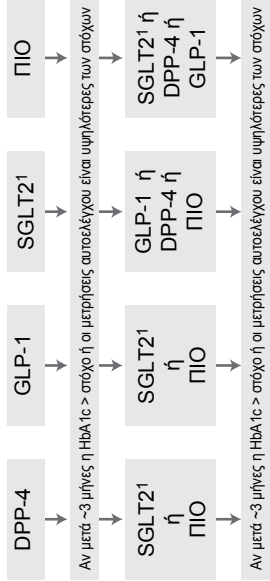 DPP-4
GLP-1
SGLT2¹
ΠΙΟ
Αν μετά ~3 μήνες η HbA1c > στόχο ή οι μετρήσεις αυτοελέγχου είναι υψηλότερες των στόχων
SGLT2¹
ή
ΠΙΟ
SGLT2¹
ή
ΠΙΟ
GLP-1 ή
DPP-4 ή
ΠΙΟ
SGLT2¹ ή
DPP-4 ή
GLP-1
Αν μετά ~3 μήνες η HbA1c > στόχο ή οι μετρήσεις αυτοελέγχου είναι υψηλότερες των στόχων